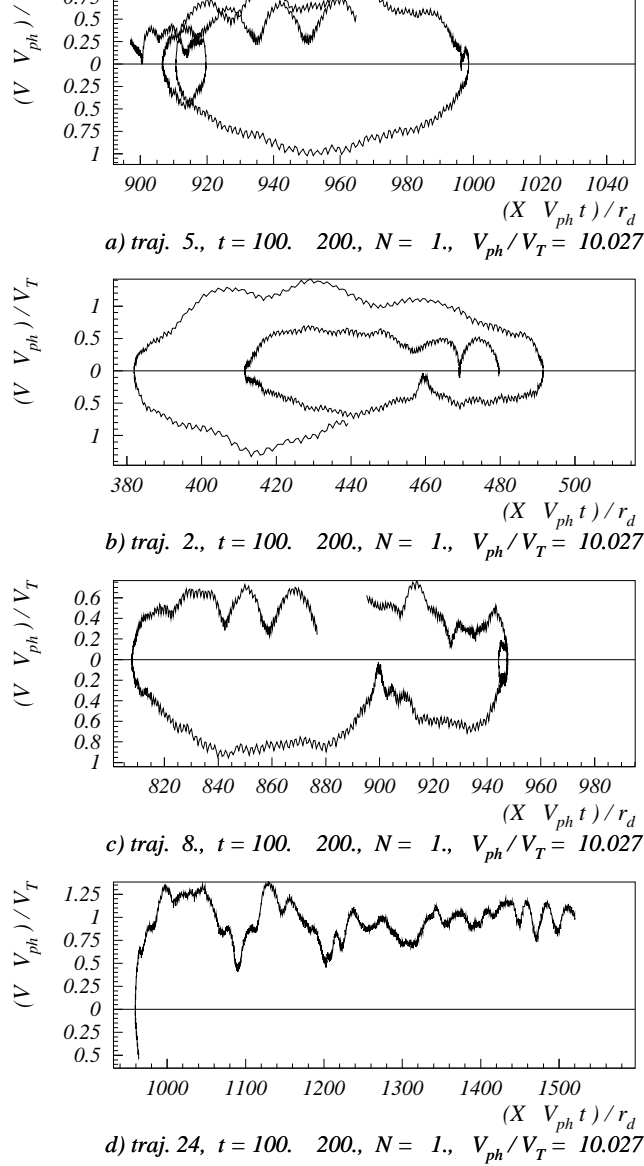 0.75
0.5
0.25
0
0.25
0.5
0.75
1
(V V_ph ) /
900 920 940 960 980 1000 1020 1040
(X V_ph t ) / r_d
a) traj. 5., t = 100. 200., N = 1., V_ph / V_T = 10.027
1
0.5
0
0.5
1
(V V_ph ) / V_T
380 400 420 440 460 480 500
(X V_ph t ) / r_d
b) traj. 2., t = 100. 200., N = 1., V_ph / V_T = 10.027
0.6
0.4
0.2
0
0.2
0.4
0.6
0.8
1
(V V_ph ) / V_T
820 840 860 880 900 920 940 960 980
(X V_ph t ) / r_d
c) traj. 8., t = 100. 200., N = 1., V_ph / V_T = 10.027
1.25
1
0.75
0.5
0.25
0
0.25
0.5
(V V_ph ) / V_T
1000 1100 1200 1300 1400 1500
(X V_ph t ) / r_d
d) traj. 24, t = 100. 200., N = 1., V_ph / V_T = 10.027